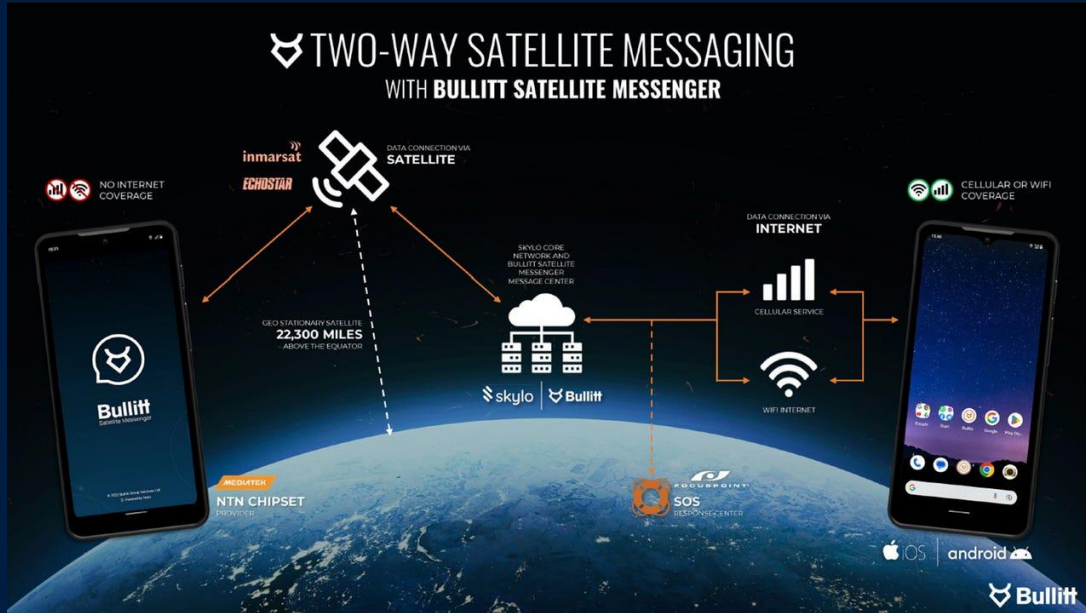 TWO-WAY SATELLITE MESSAGING
WITH BULLITT SATELLITE MESSENGER
inmarsat
ECHOSTAR
DATA CONNECTION VIA
SATELLITE
NO INTERNET
COVERAGE
CELLULAR OR WIFI
COVERAGE
DATA CONNECTION VIA
INTERNET
SKYLO CORE
NETWORK AND
BULLITT SATELLITE
MESSENGER
MESSAGE CENTER
CELLULAR SERVICE
GEO STATIONARY SATELLITE
22,300 MILES
ABOVE THE EQUATOR
Bullitt
Satellite Messenger
skylo
Bullitt
WIFI INTERNET
MEDIATEK
NTN CHIPSET
PROVIDER
FOCUSPOINT
SOS
RESPONSE CENTER
Google
Bullitt
Google
iOS
android
Bullitt